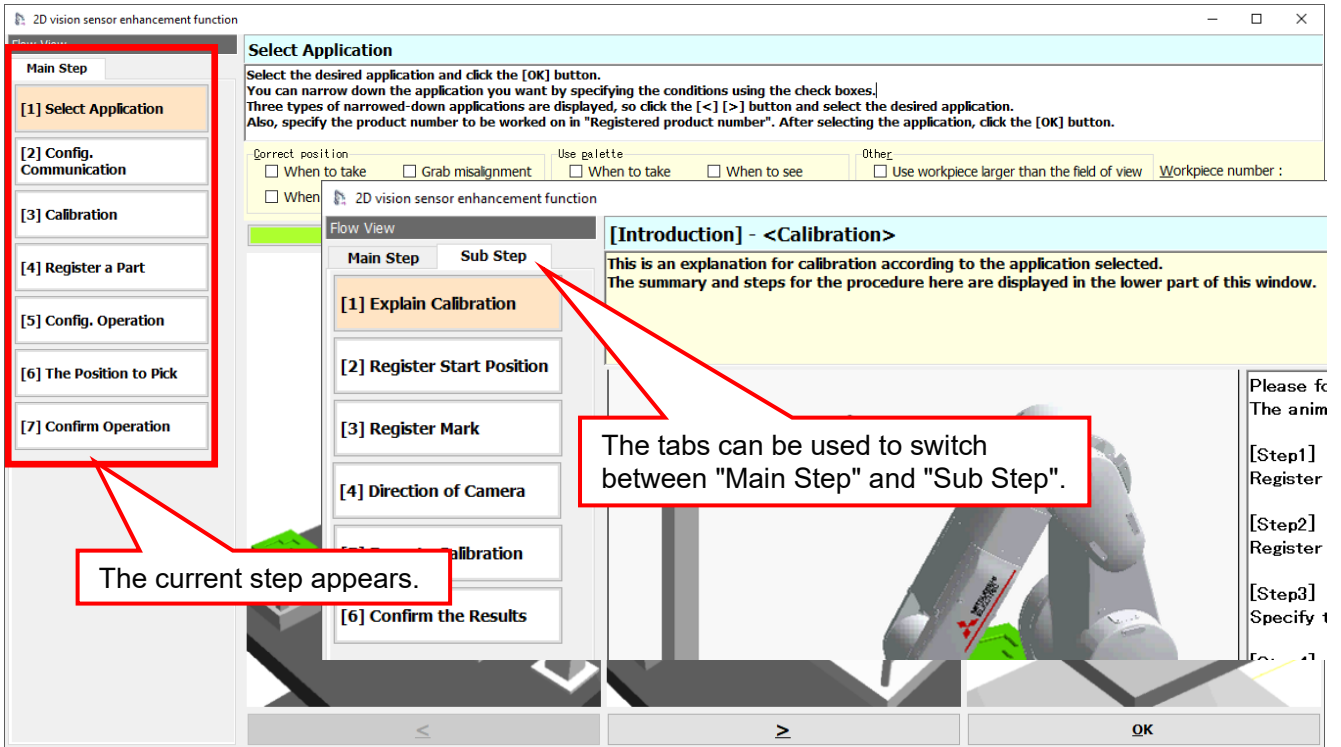 2D vision sensor enhancement function
Main Step
[1] Select Application
[2] Config.
Communication
[3] Calibration
[4] Register a Part
[5] Config. Operation
[6] The Position to Pick
[7] Confirm Operation
The current step appears.
Select Application
Select the desired application and click the [OK] button.
You can narrow down the application you want by specifying the conditions using the check boxes.
Three types of narrowed-down applications are displayed, so click the [<] [>] button and select the desired application.
Also, specify the product number to be worked on in "Registered product number". After selecting the application, click the [OK] button.
Correct position
When to take
Grab misalignment
When
Use palette
When to take
When to see
Other
Use workpiece larger than the field of view
Workpiece number :
2D vision sensor enhancement function
Flow View
Main Step
Sub Step
[1] Explain Calibration
[2] Register Start Position
[3] Register Mark
[4] Direction of Camera
alibration
[6] Confirm the Results
[Introduction] - <Calibration>
This is an explanation for calibration according to the application selected.
The summary and steps for the procedure here are displayed in the lower part of this window.
The tabs can be used to switch
between "Main Step" and "Sub Step".
MITSUBISHI
ELECTRIC
Please fo
The anim
[Step1]
Register
[Step2]
Register
[Step3]
Specify t
<
>
OK